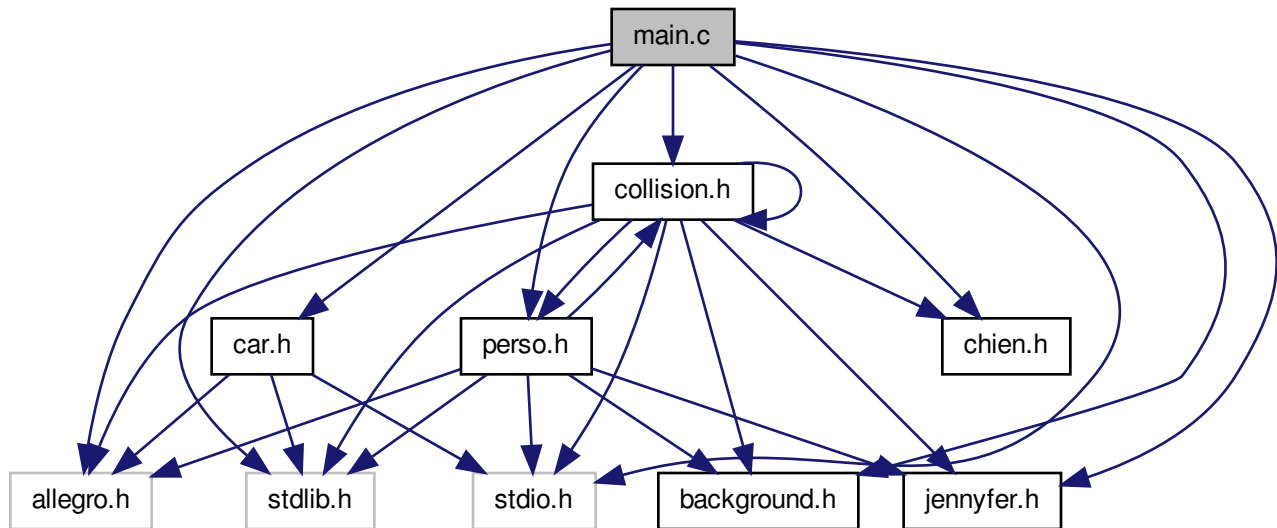 main.c
collision.h
car.h
perso.h
chien.h
allegro.h
stdlib.h
stdio.h
background.h
jennyfer.h